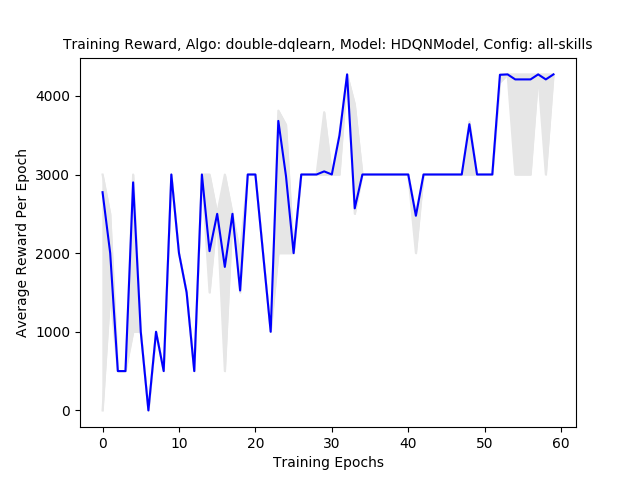 Training Reward, Algo: double-dqlearn, Model: HDQNModel, Config: all-skills
Average Reward Per Epoch
4000
3000
2000
1000
0
0 10 20 30 40 50 60
Training Epochs